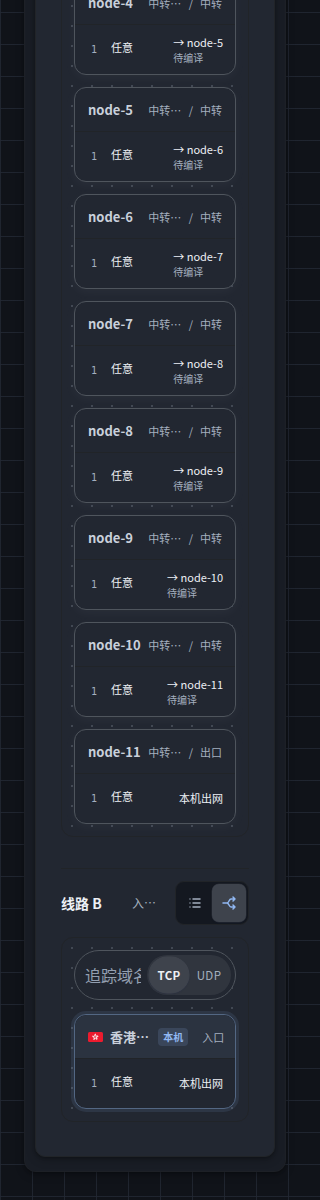 node-4 中转… / 中转
1 任意 → node-5
待编译
node-5 中转… / 中转
1 任意 → node-6
待编译
node-6 中转… / 中转
1 任意 → node-7
待编译
node-7 中转… / 中转
1 任意 → node-8
待编译
node-8 中转… / 中转
1 任意 → node-9
待编译
node-9 中转… / 中转
1 任意 → node-10
待编译
node-10 中转… / 中转
1 任意 → node-11
待编译
node-11 中转… / 出口
1 任意 本机出网
线路 B 入…
追踪域名 TCP UDP
香港… 本机 入口
1 任意 本机出网